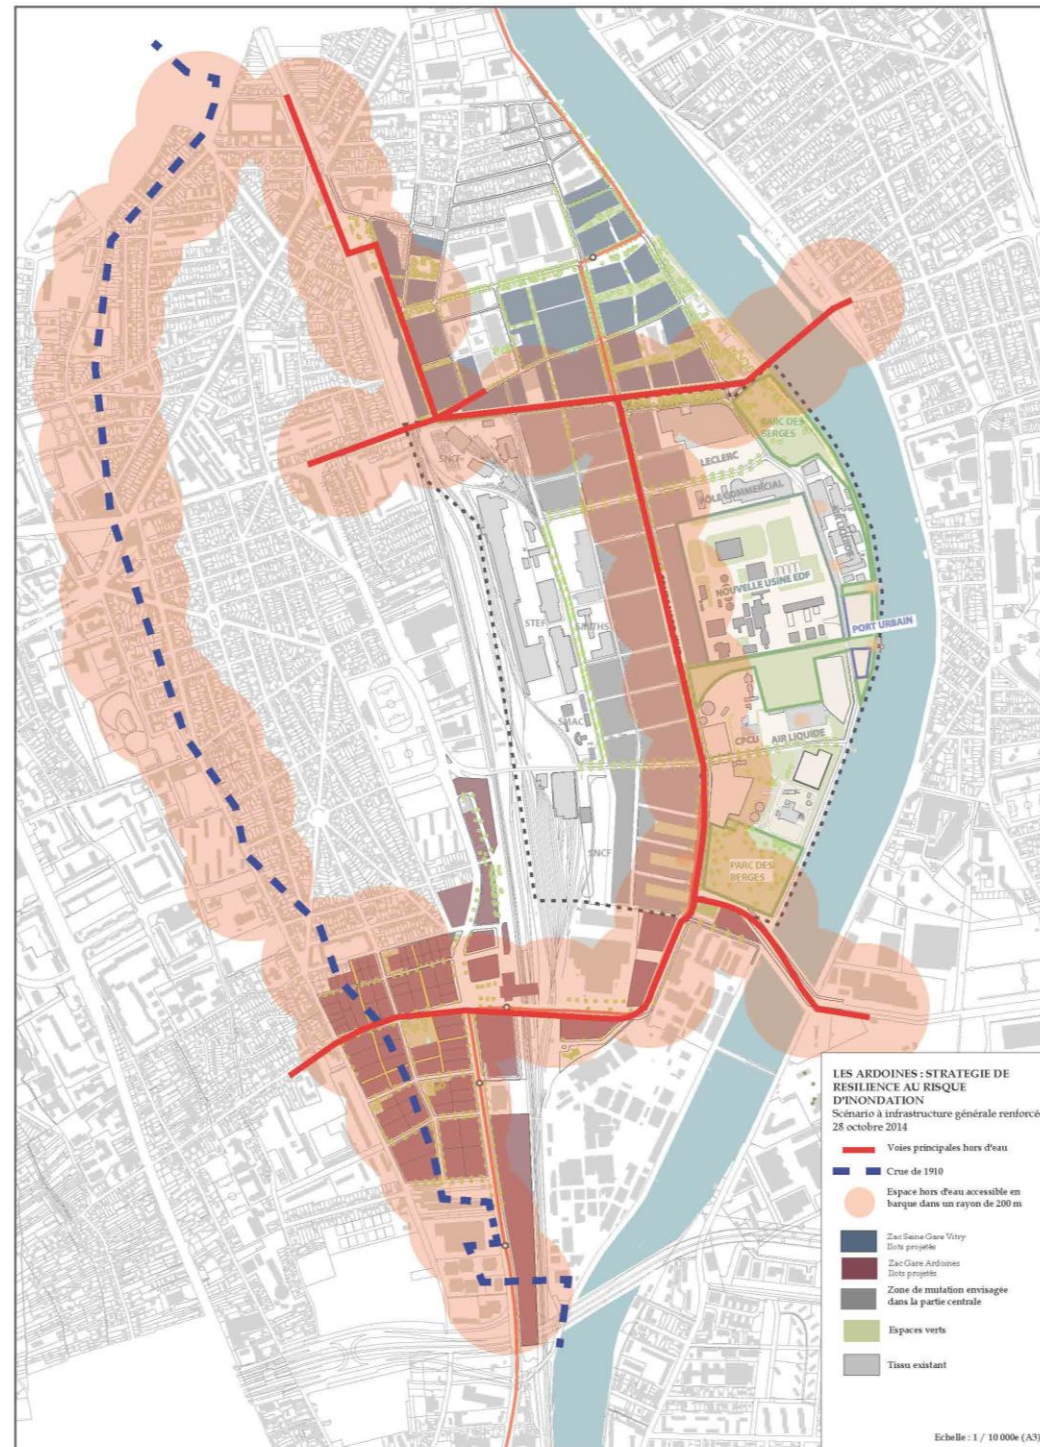 PARC DES
BERGES
LECLERC
SNCF
PÔLE COMMERCIAL
NOUVELLE USINE EDF
STEF
SMITHS
PORT URBAIN
SMAC
CPCU
AIR LIQUIDE
SNCF
PARC DES
BERGES
LES ARDOINES : STRATEGIE DE
RESILIENCE AU RISQUE
D'INONDATION
Scénario à infrastructure générale renforcée
28 octobre 2014
Voies principales hors d'eau
Crue de 1910
Espace hors d'eau accessible en
barque dans un rayon de 200 m
Zac Seine Gare Vitry
Ilots projetés
Zac Gare Ardoines
Ilots projetés
Zone de mutation envisagée
dans la partie centrale
Espaces verts
Tissu existant
Echelle : 1 / 10 000e (A3)